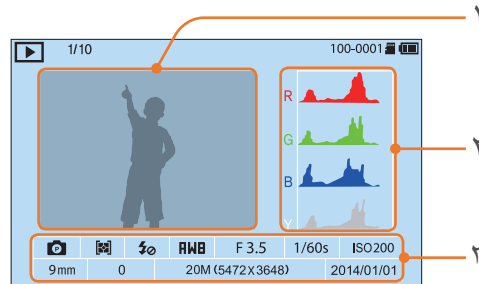 ١
1/10
100-0001
R
G
B
Y
٢
P AWB F 3.5 1/60s ISO200
٣
9mm 0 20M (5472X3648) 2014/01/01